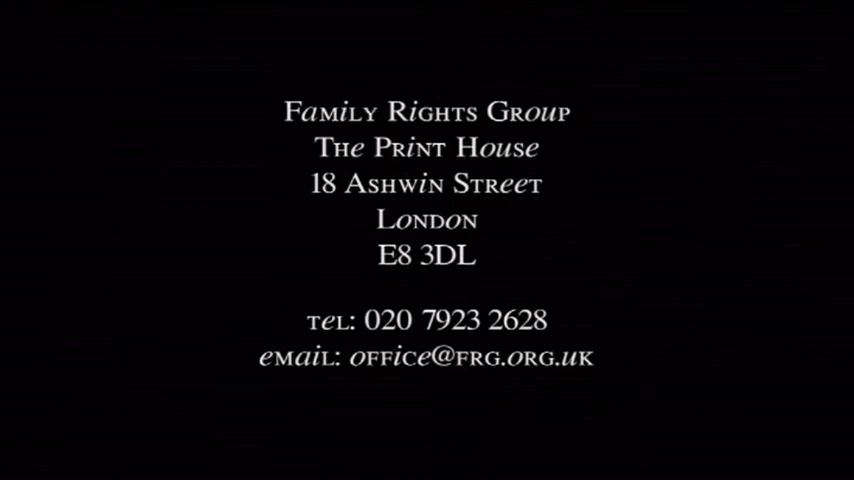 Family Rights Group
The Print House
18 Ashwin Street
London
E8 3DL
tel: 020 7923 2628
email: office@frg.org.uk